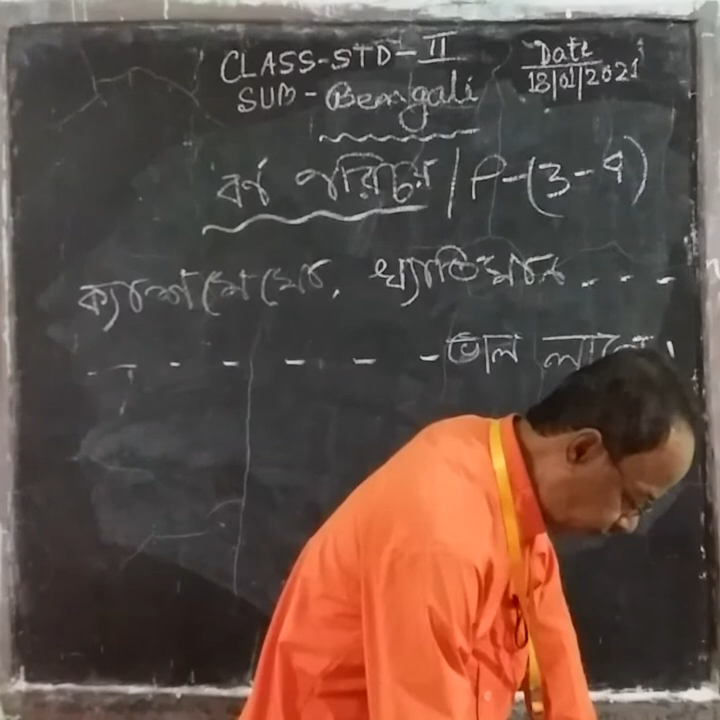 CLASS-STD-II
Date
18/01/2021
SUB-Bengali
বর্ণ পরিচয় / P-(3-4)
খ্যাতিমান - - -
- - - - - - ভাল লাগে।